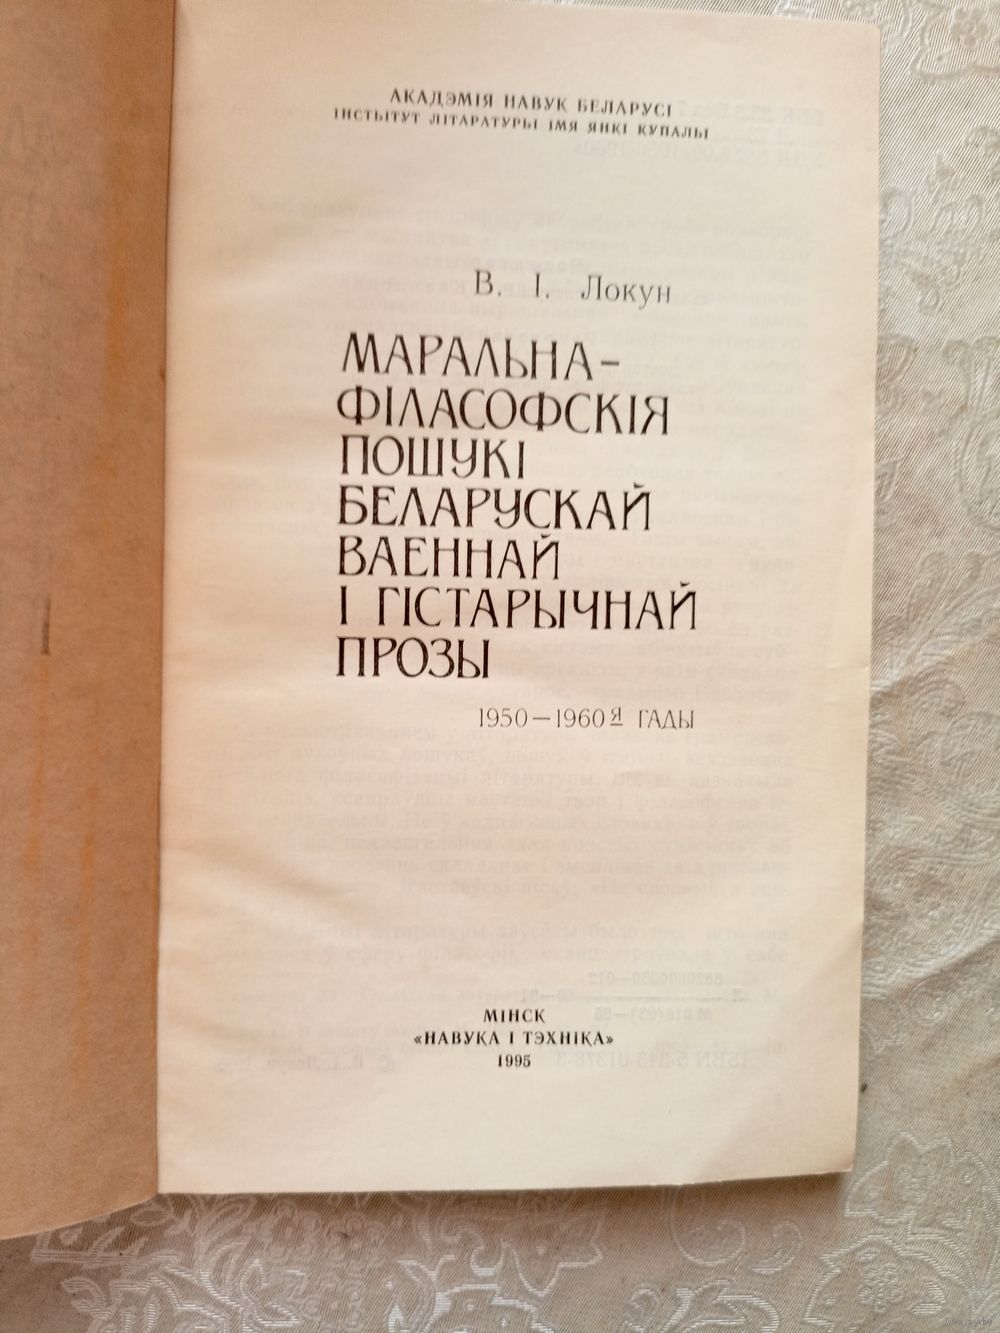 АКАДЭМІЯ НАВУК БЕЛАРУСІ
ІНСТЫТУТ ЛІТАРАТУРЫ ІМЯ ЯНКІ КУПАЛЫ
В. І. Локун
МАРАЛЬНА-
ФІЛАСОФСКІЯ
ПОШУКІ
БЕЛАРУСКАЙ
ВАЕННАЙ
І ГІСТАРЫЧНАЙ
ПРОЗЫ
1950—1960я ГАДЫ
МІНСК
«НАВУКА І ТЭХНІКА»
1995